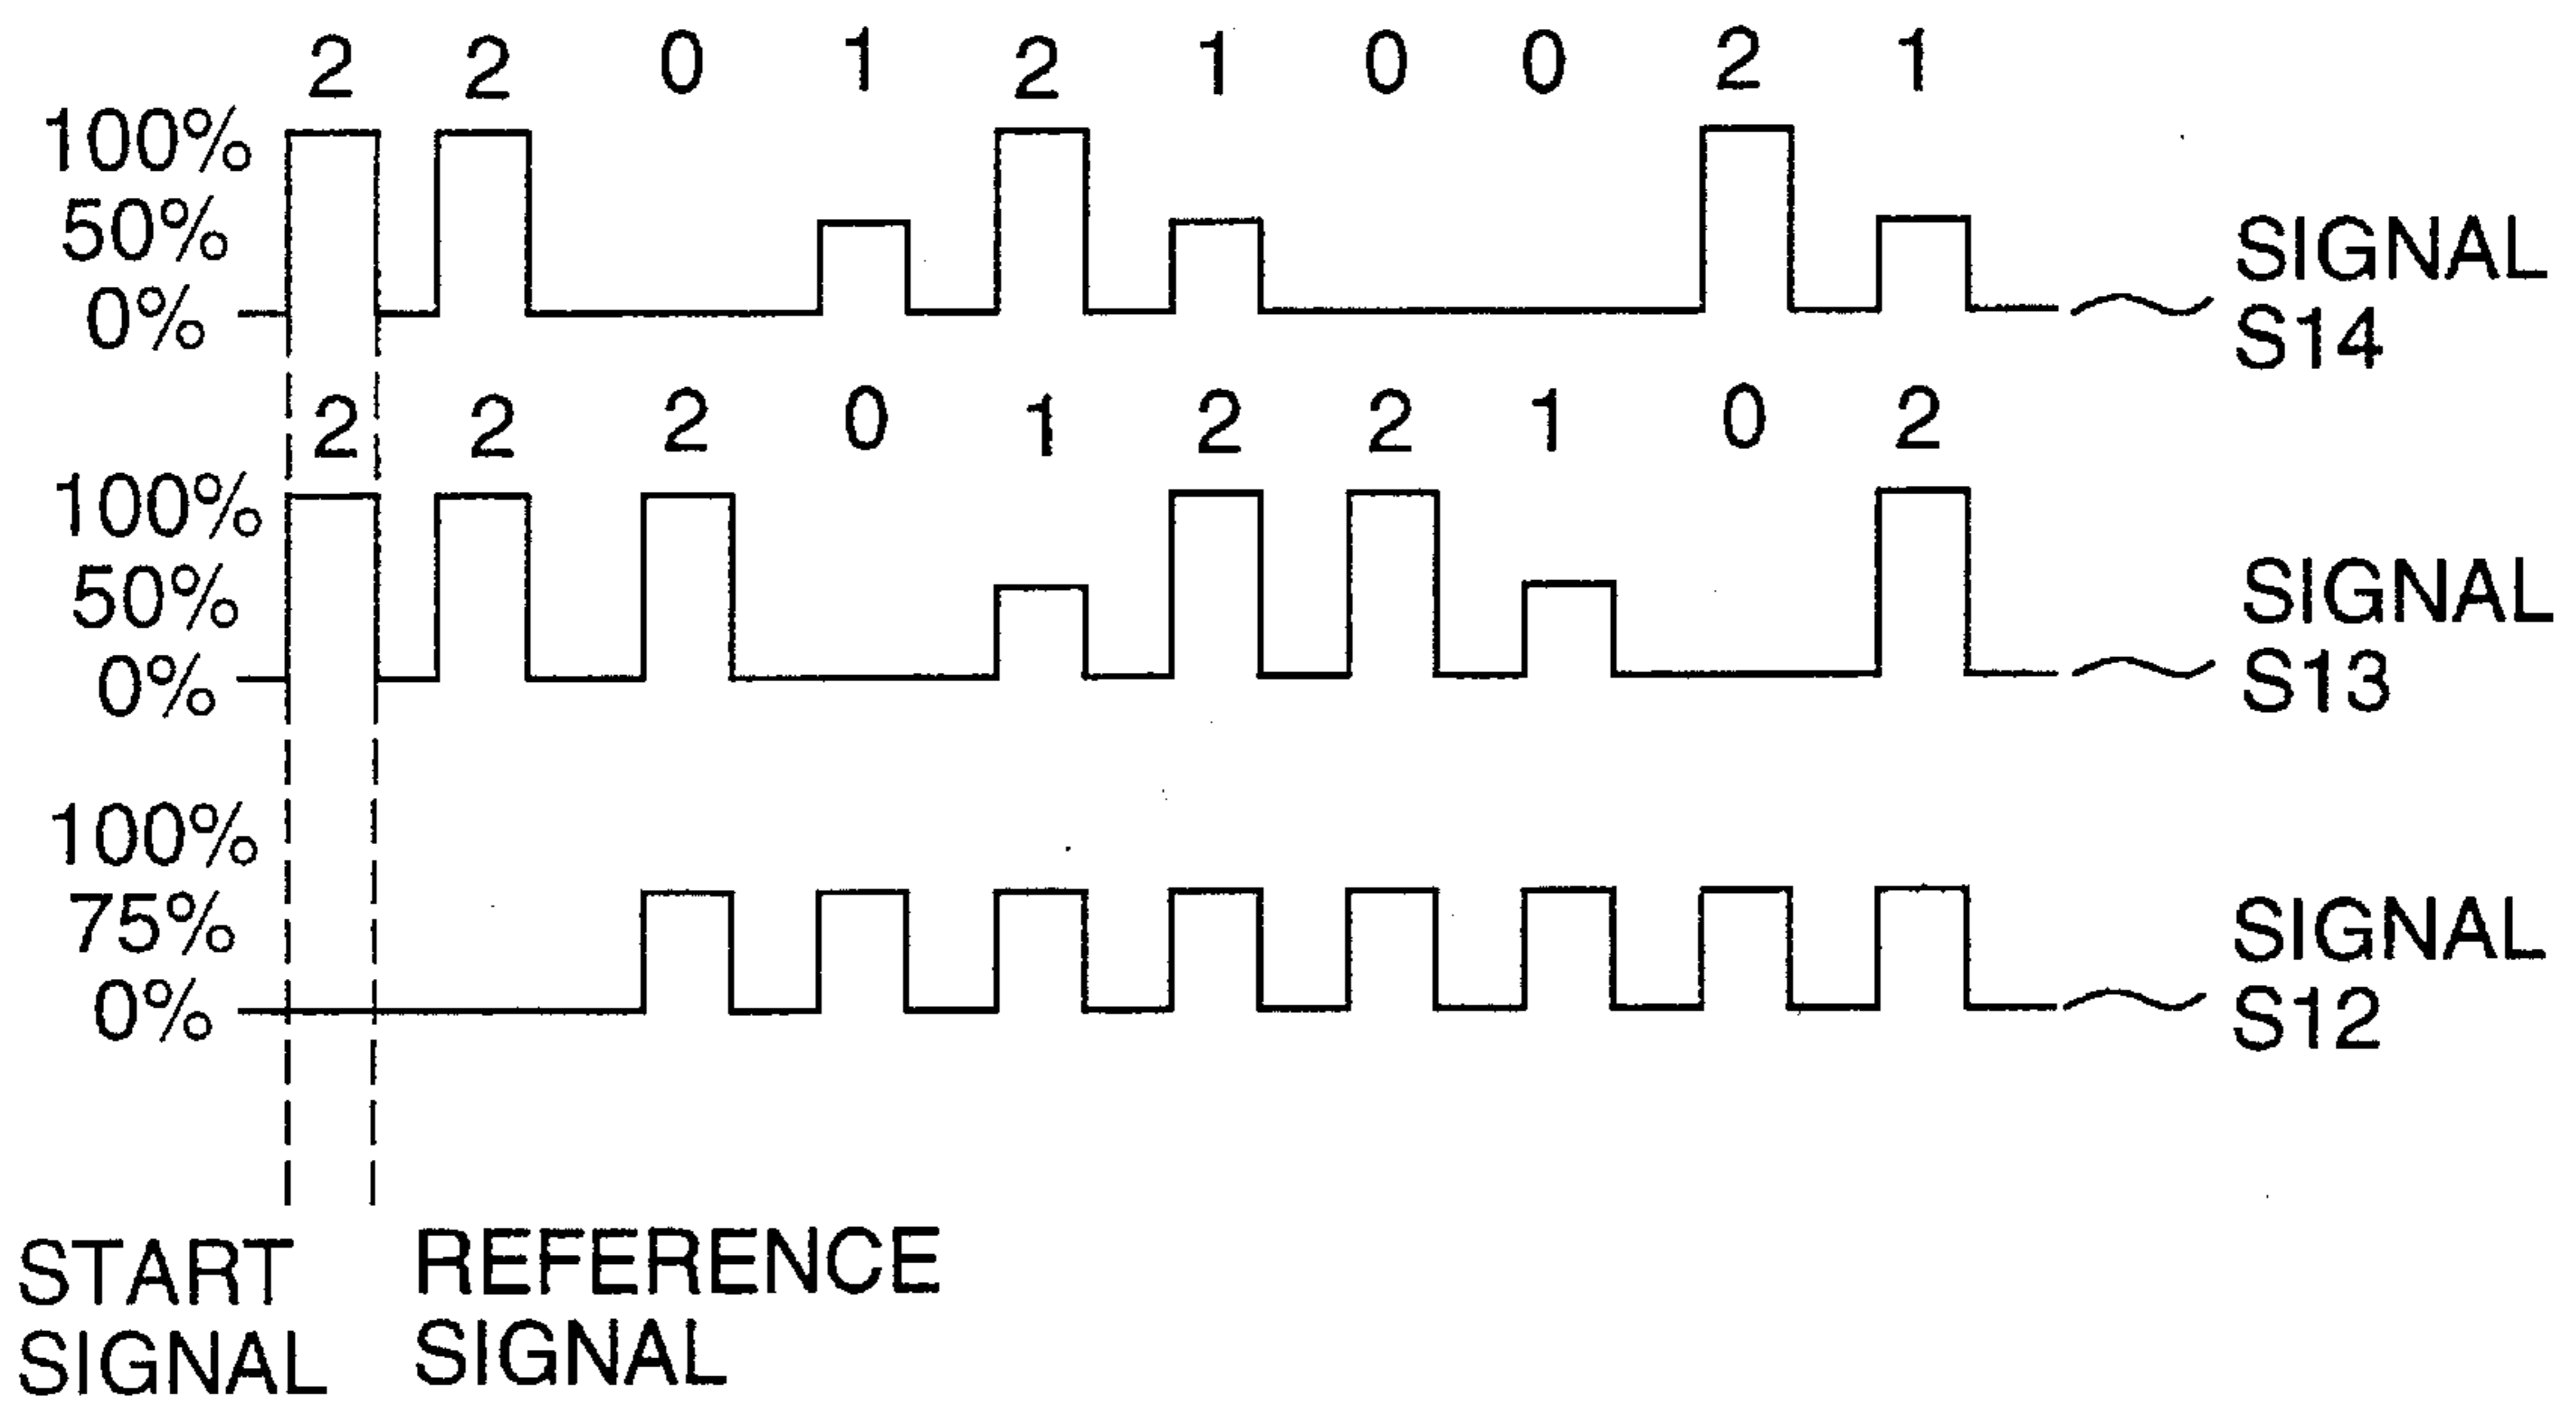 2 2 0 1 2 1 0 0 2 1
100%
50%
0%
SIGNAL
S14
2 2 2 0 1 2 2 1 0 2
100%
50%
0%
SIGNAL
S13
100%
75%
0%
SIGNAL
S12
START
SIGNAL
REFERENCE
SIGNAL